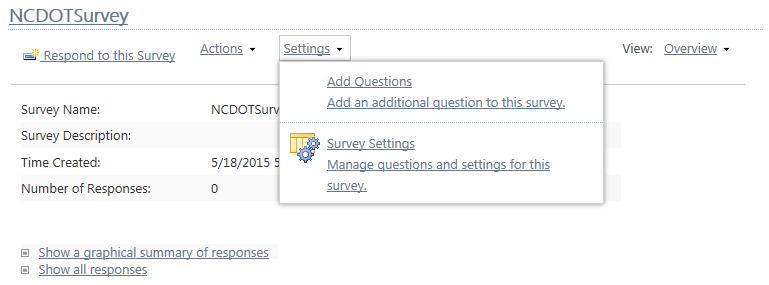 NCDOTSurvey
Respond to this Survey Actions Settings View: Overview
Add Questions
Add an additional question to this survey.
Survey Name: NCDOTSurv
Survey Description:
Survey Settings
Time Created: 5/18/2015 5
Manage questions and settings for this
survey.
Number of Responses: 0
Show a graphical summary of responses
Show all responses